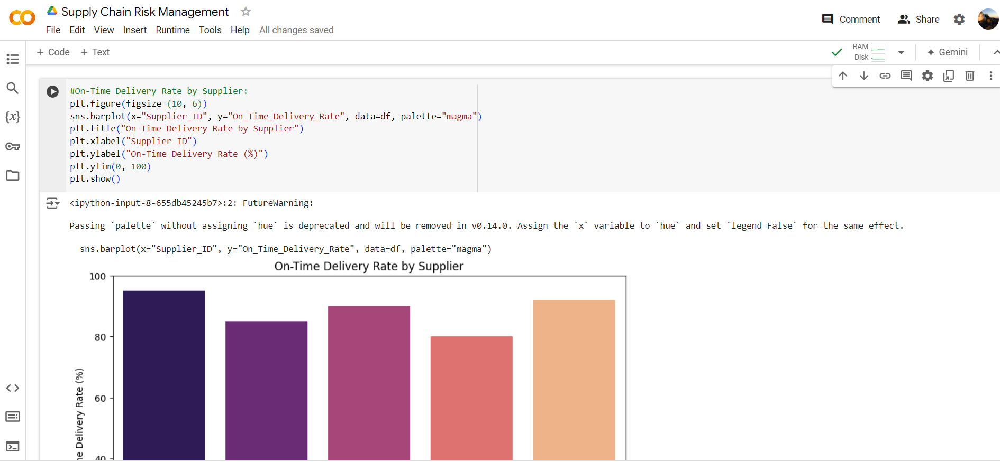 Supply Chain Risk Management
File Edit View Insert Runtime Tools Help All changes saved
Comment
Share
+ Code + Text
RAM
Disk
Gemini
{x}
#On-Time Delivery Rate by Supplier:
plt.figure(figsize=(10, 6))
sns.barplot(x="Supplier_ID", y="On_Time_Delivery_Rate", data=df, palette="magma")
plt.title("On-Time Delivery Rate by Supplier")
plt.xlabel("Supplier ID")
plt.ylabel("On-Time Delivery Rate (%)")
plt.ylim(0, 100)
plt.show()
<ipython-input-8-655db45245b7>:2: FutureWarning:
Passing `palette` without assigning `hue` is deprecated and will be removed in v0.14.0. Assign the `x` variable to `hue` and set `legend=False` for the same effect.
sns.barplot(x="Supplier_ID", y="On_Time_Delivery_Rate", data=df, palette="magma")
On-Time Delivery Rate by Supplier
100
80
60
40
Delivery Rate (%)